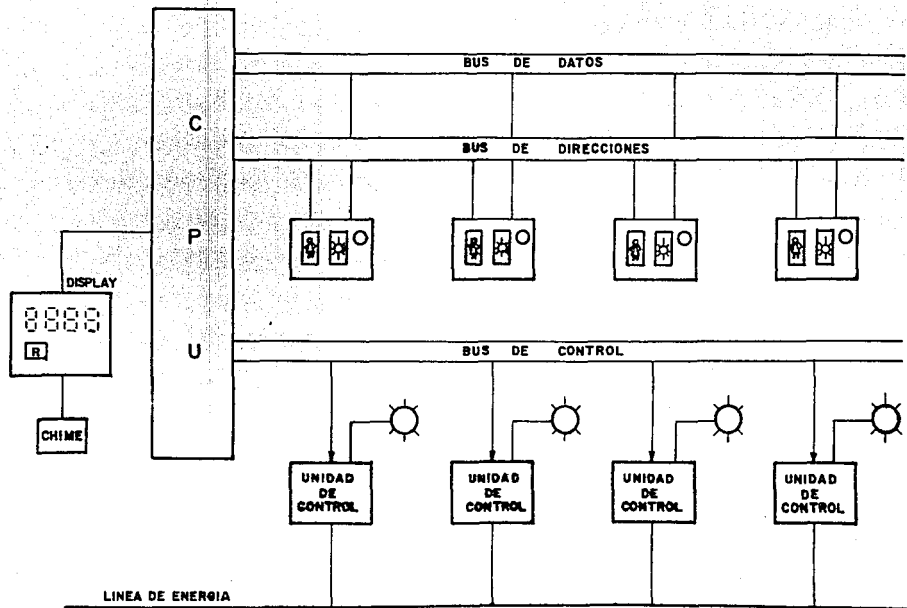 BUS DE DATOS
C
BUS DE DIRECCIONES
P
DISPLAY
8888
R
U
BUS DE CONTROL
CHIME
UNIDAD
DE
CONTROL
UNIDAD
DE
CONTROL
UNIDAD
DE
CONTROL
UNIDAD
DE
CONTROL
LINEA DE ENERGIA